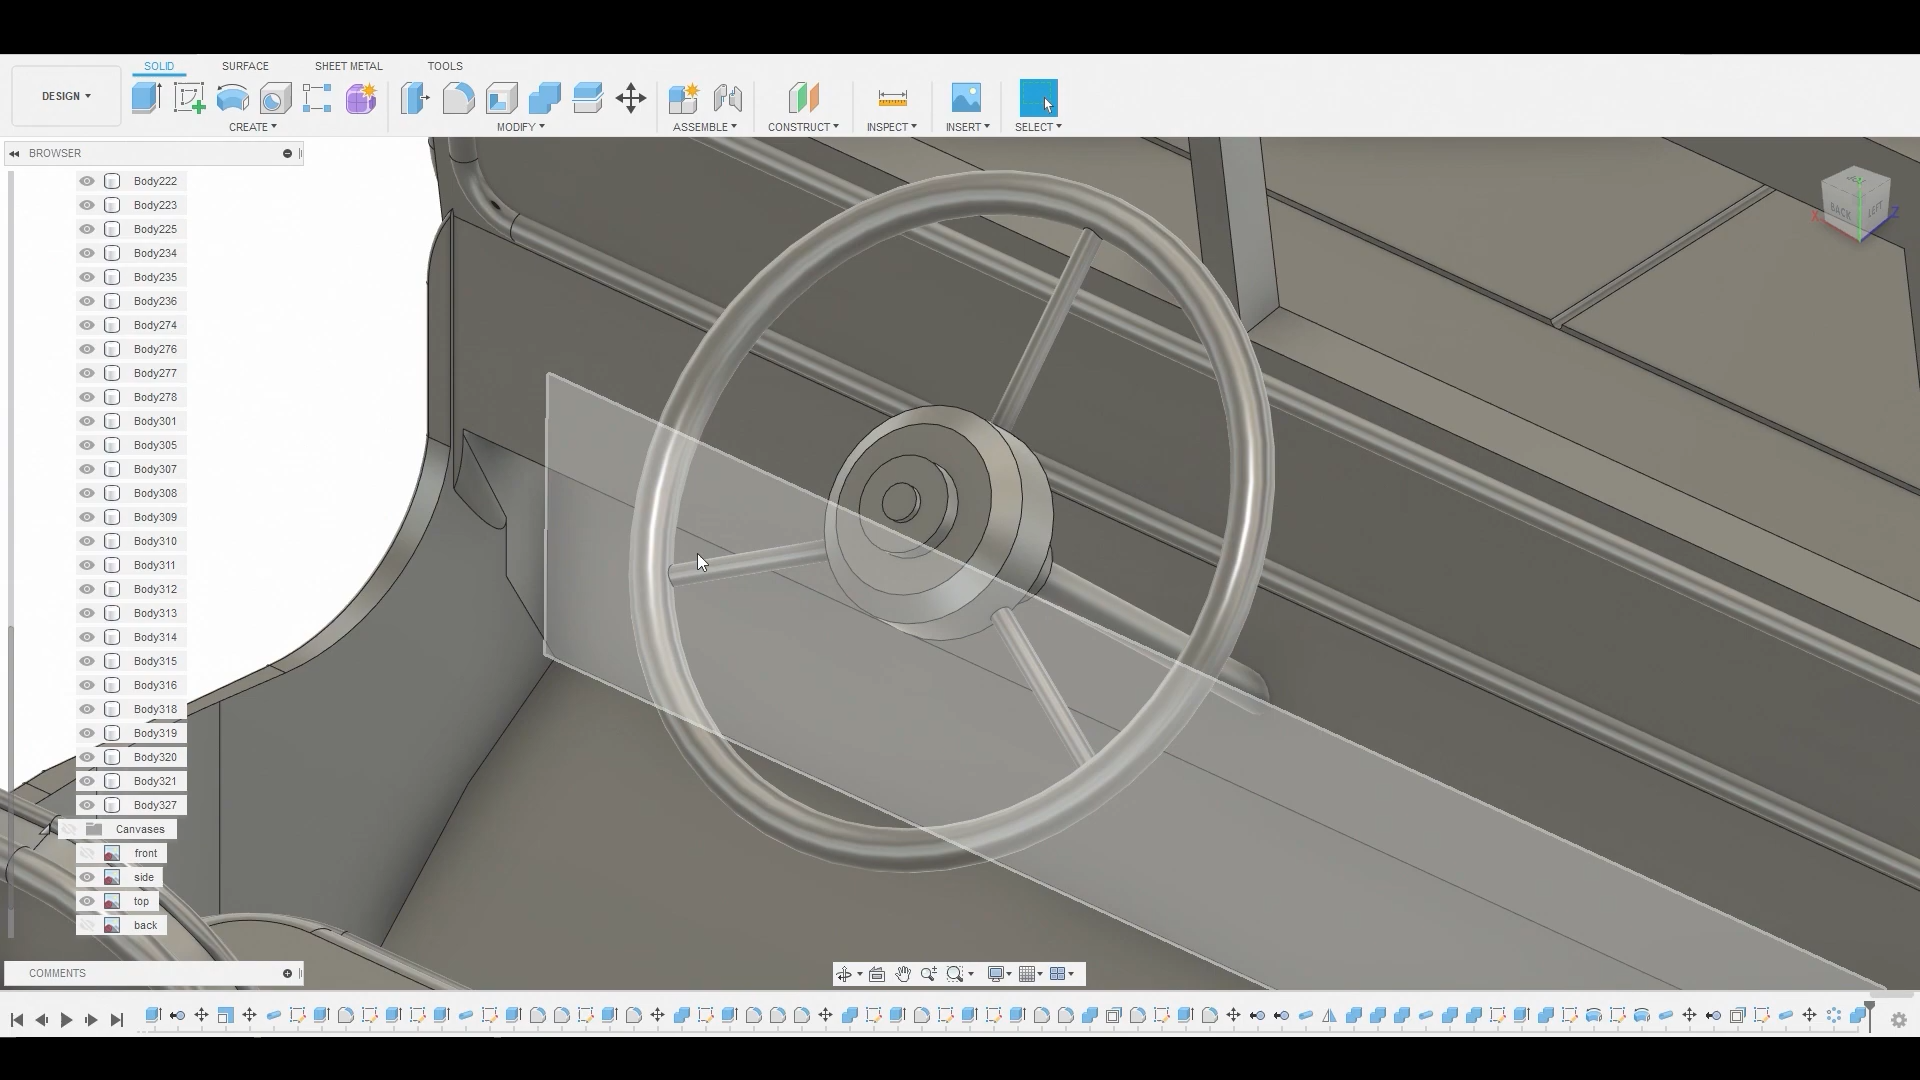 SOLID SURFACE SHEET METAL TOOLS
DESIGN
CREATE MODIFY ASSEMBLE CONSTRUCT INSPECT INSERT SELECT
BROWSER
Body222
Body223
Body225
Body234
Body235
Body236
Body274
Body276
Body277
Body278
Body301
Body305
Body307
Body308
Body309
Body310
Body311
Body312
Body313
Body314
Body315
Body316
Body318
Body319
Body320
Body321
Body327
Canvases
front
side
top
back
COMMENTS
BACK LEFT
X Z